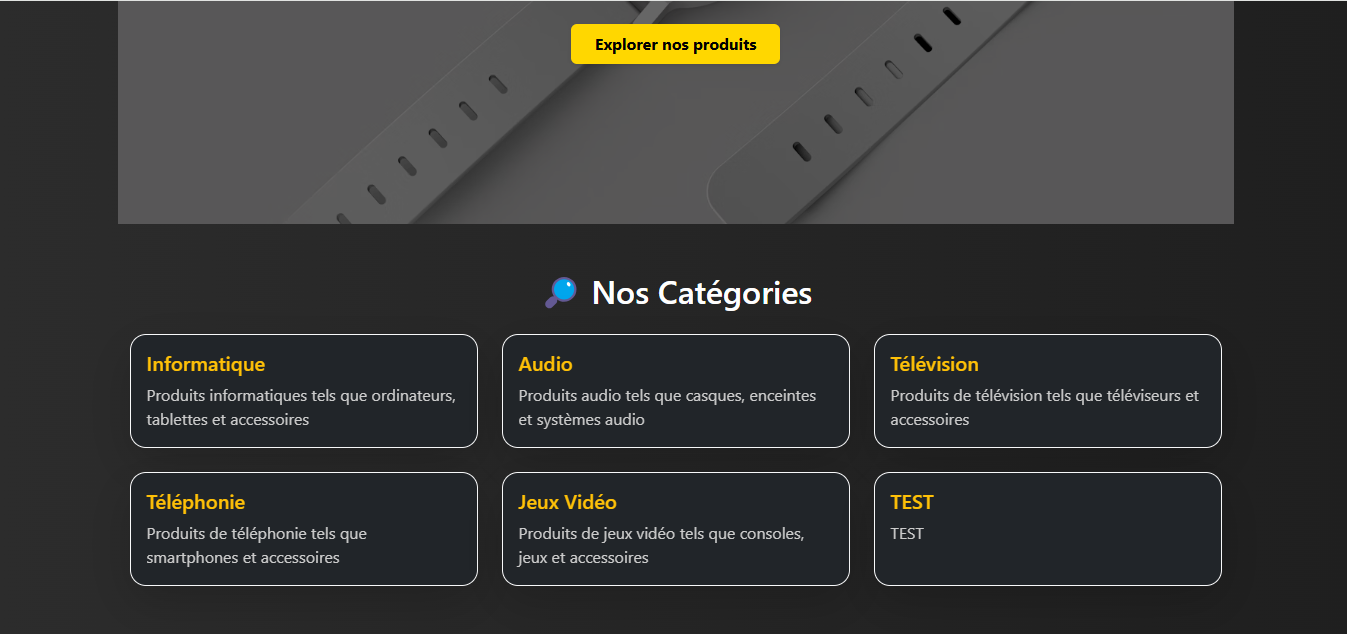 Explorer nos produits
🔎 Nos Catégories
Informatique
Produits informatiques tels que ordinateurs,
tablettes et accessoires
Audio
Produits audio tels que casques, enceintes
et systèmes audio
Télévision
Produits de télévision tels que téléviseurs et
accessoires
Téléphonie
Produits de téléphonie tels que
smartphones et accessoires
Jeux Vidéo
Produits de jeux vidéo tels que consoles,
jeux et accessoires
TEST
TEST